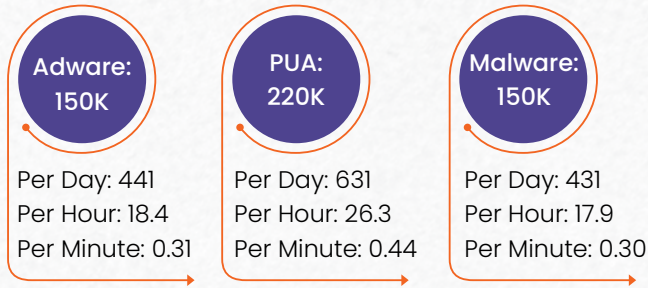 Adware:
150K
Per Day: 441
Per Hour: 18.4
Per Minute: 0.31
PUA:
220K
Per Day: 631
Per Hour: 26.3
Per Minute: 0.44
Malware:
150K
Per Day: 431
Per Hour: 17.9
Per Minute: 0.30